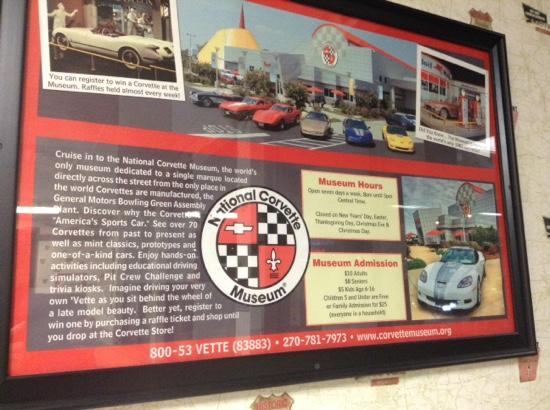 You can register to win a Corvette at the
Museum. Raffles held almost every week!
Cruise in to the National Corvette Museum, the world's
only museum dedicated to a single marque located
directly across the street from the only place in
the world Corvettes are manufactured, the
General Motors Bowling Green Assembly
Plant. Discover why the Corvette is
"America's Sports Car." See over 70
Corvettes from past to present as
well as mint classics, prototypes and
one-of-a-kind cars. Enjoy hands-on
activities including educational driving
simulators, Pit Crew Challenge and
trivia kiosks. Imagine driving your very
own 'Vette as you sit behind the wheel of
a late model beauty. Better yet, register to
win one by purchasing a raffle ticket and shop until
you drop at the Corvette Store!
National Corvette
Museum
Museum Hours
Open seven days a week, 8am until 5pm
Central Time.
Closed on New Years' Day, Easter,
Thanksgiving Day, Christmas Eve &
Christmas Day.
Museum Admission
$10 Adults
$8 Seniors
$5 Kids Age 6-16
Children 5 and Under are Free
or Family Admission for $25
(everyone in a household)
800-53 VETTE (83883) • 270-781-7973 • www.corvettemuseum.org
HISTORIC